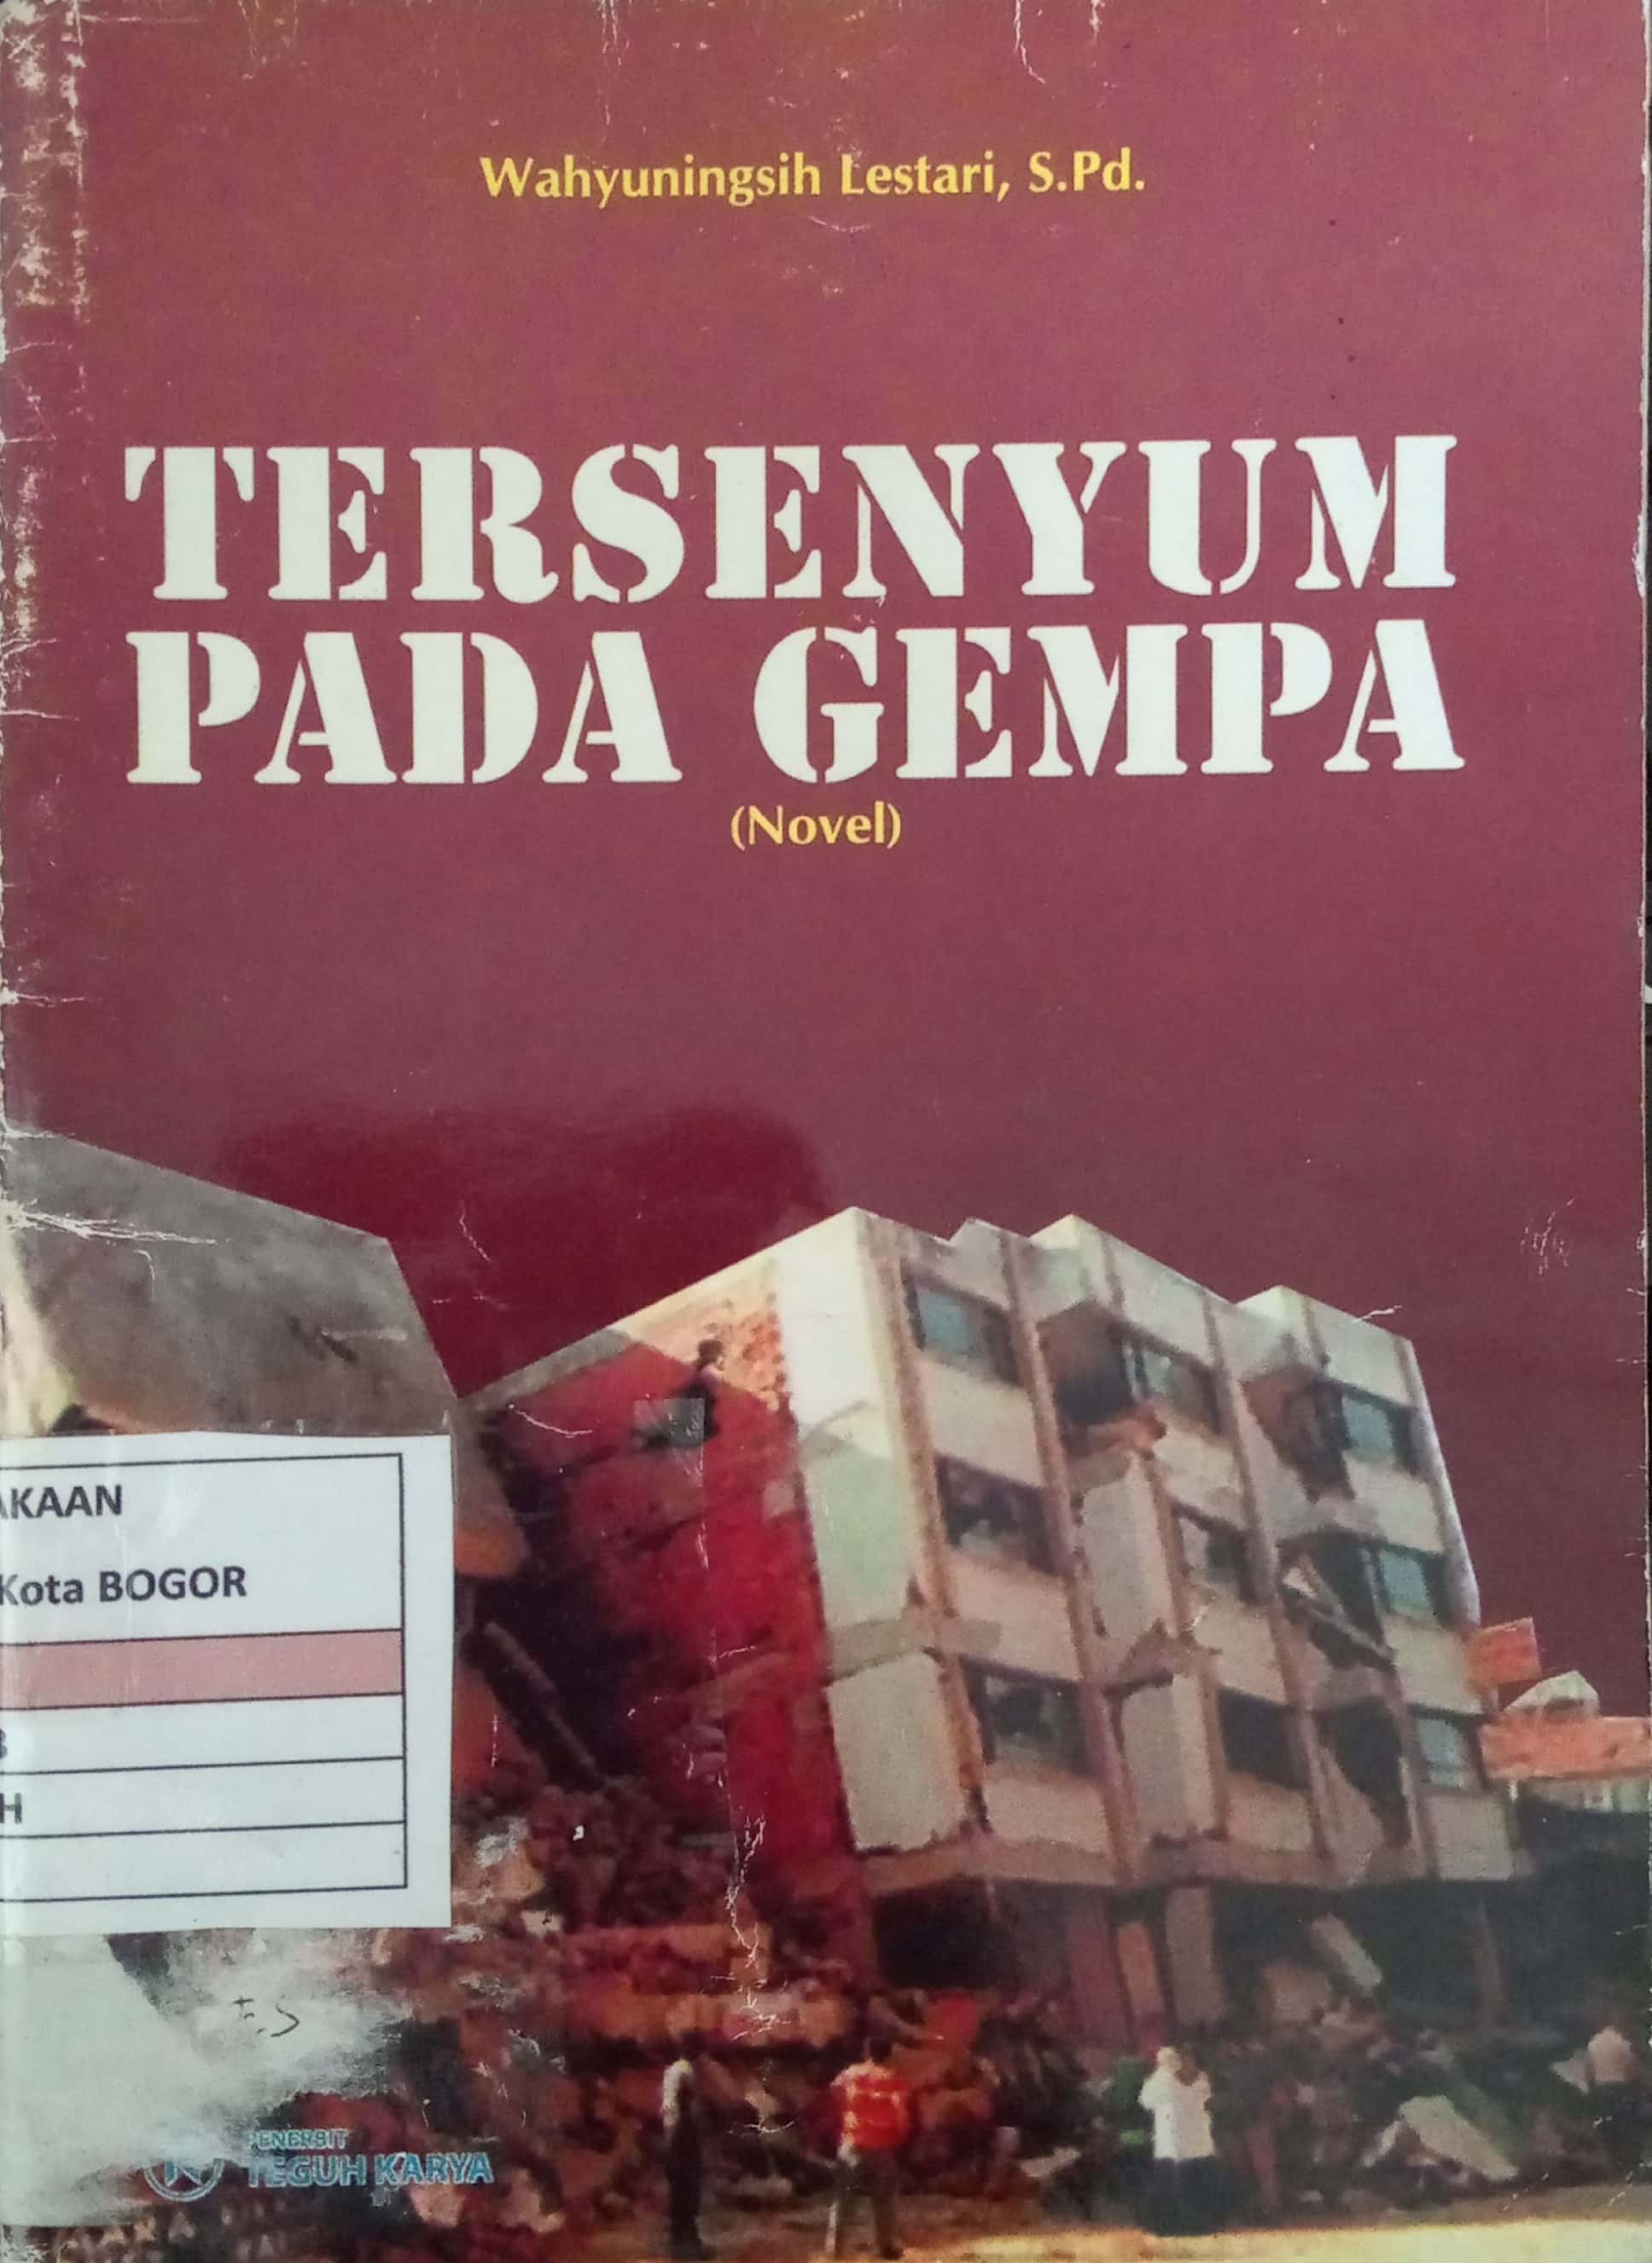 Wahyuningsih Lestari, S.Pd.
TERSENYUM
PADA GEMPA
(Novel)
AKAAN
Kota BOGOR
H
PENERBIT
TEGUH KARYA